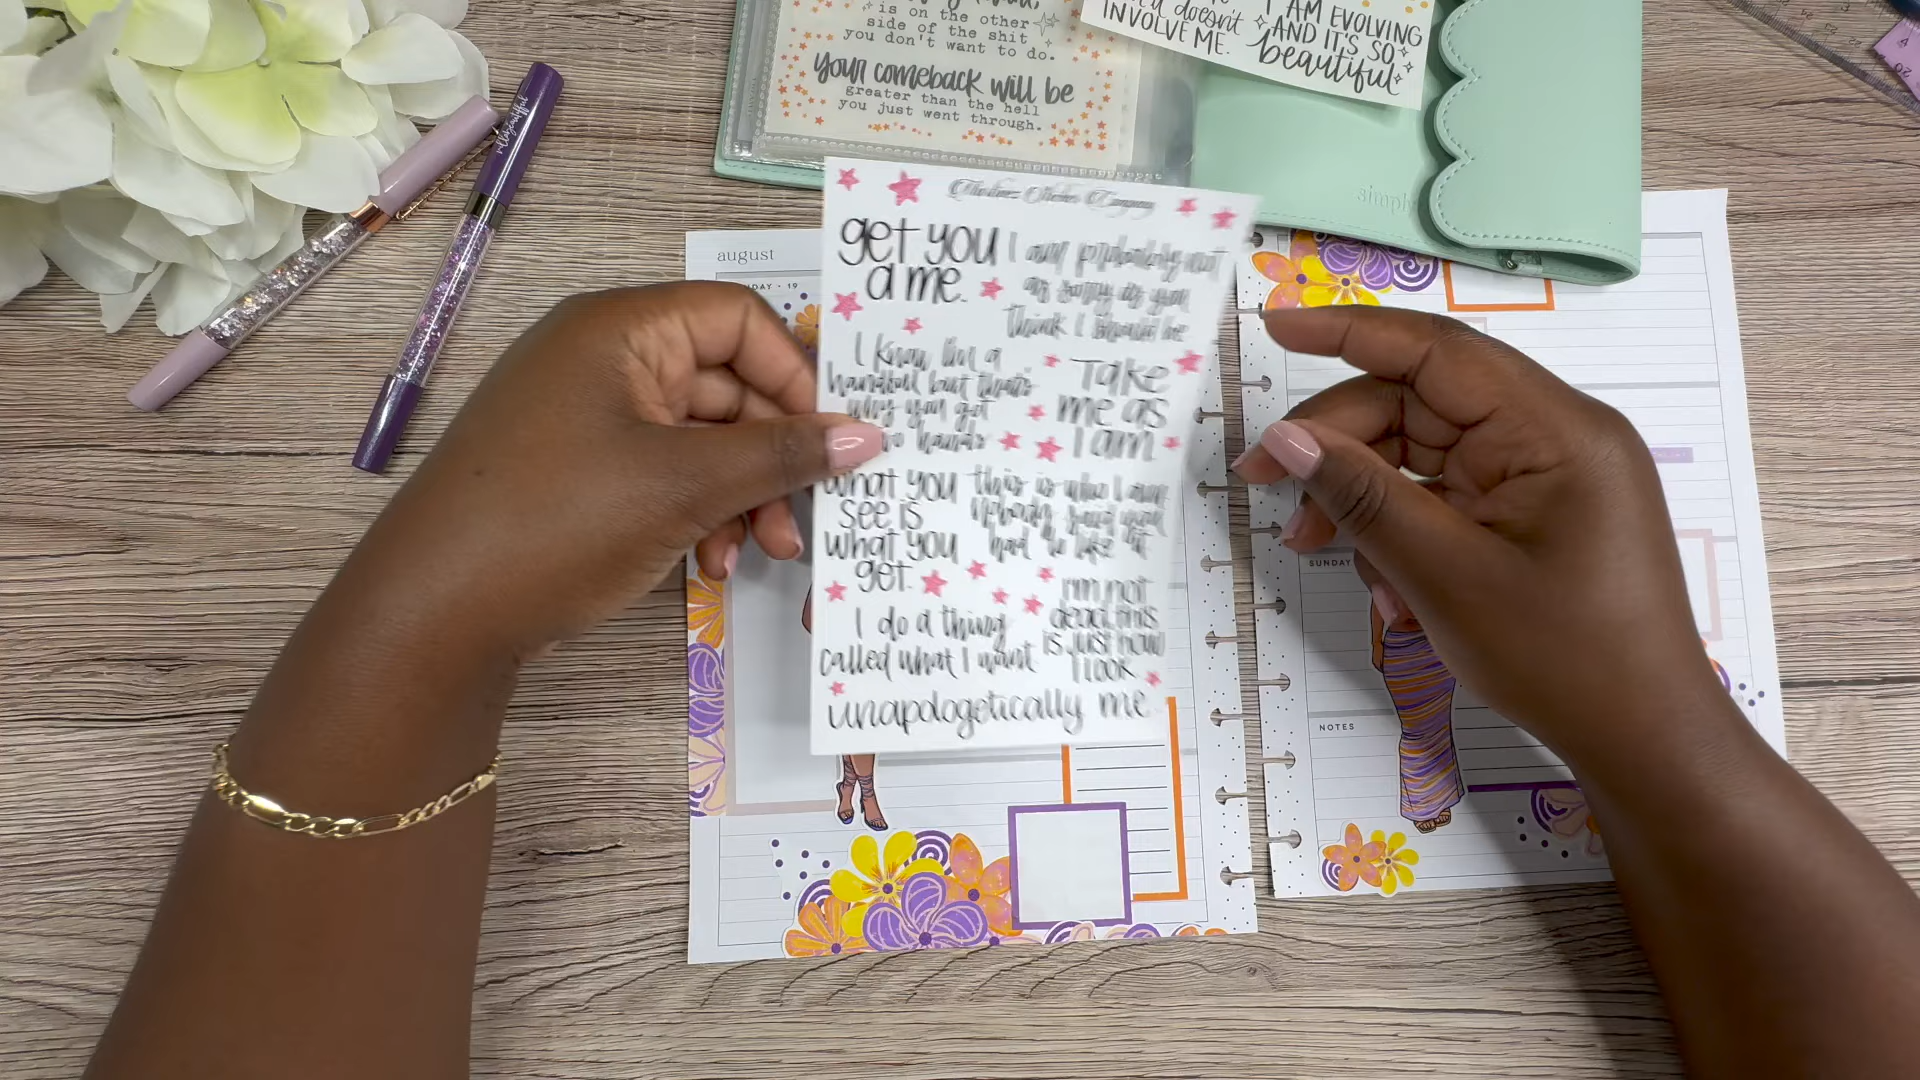 is on the other
side of the shit
you don't want to do.
your comeback will be
greater than the hell
you just went through.
doesn't
INVOLVE ME.
I AM EVOLVING
AND IT'S SO
beautiful
simply
vellabeautiful
august
DAY • 19
get you
a me.
I am probably not
as sorry as you
think I should be
I know I'm a
handful but that's
why you got
two hands
Take
me as
I am
what you
see is
what you
get.
this is who I am
Nobody said you
had to like it
I do a thing
called what I want
I'm not
dead, this
is just how
I look
unapologetically me
SUNDAY
NOTES